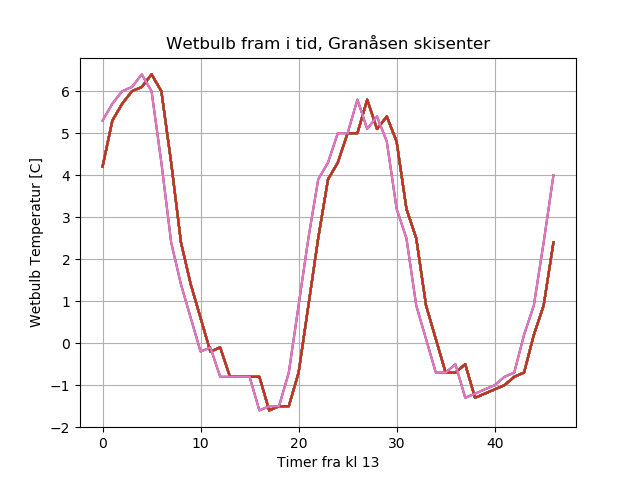 Wetbulb fram i tid, Granåsen skisenter
Wetbulb Temperatur [C]
6
5
4
3
2
1
0
−1
−2
0 10 20 30 40
Timer fra kl 13